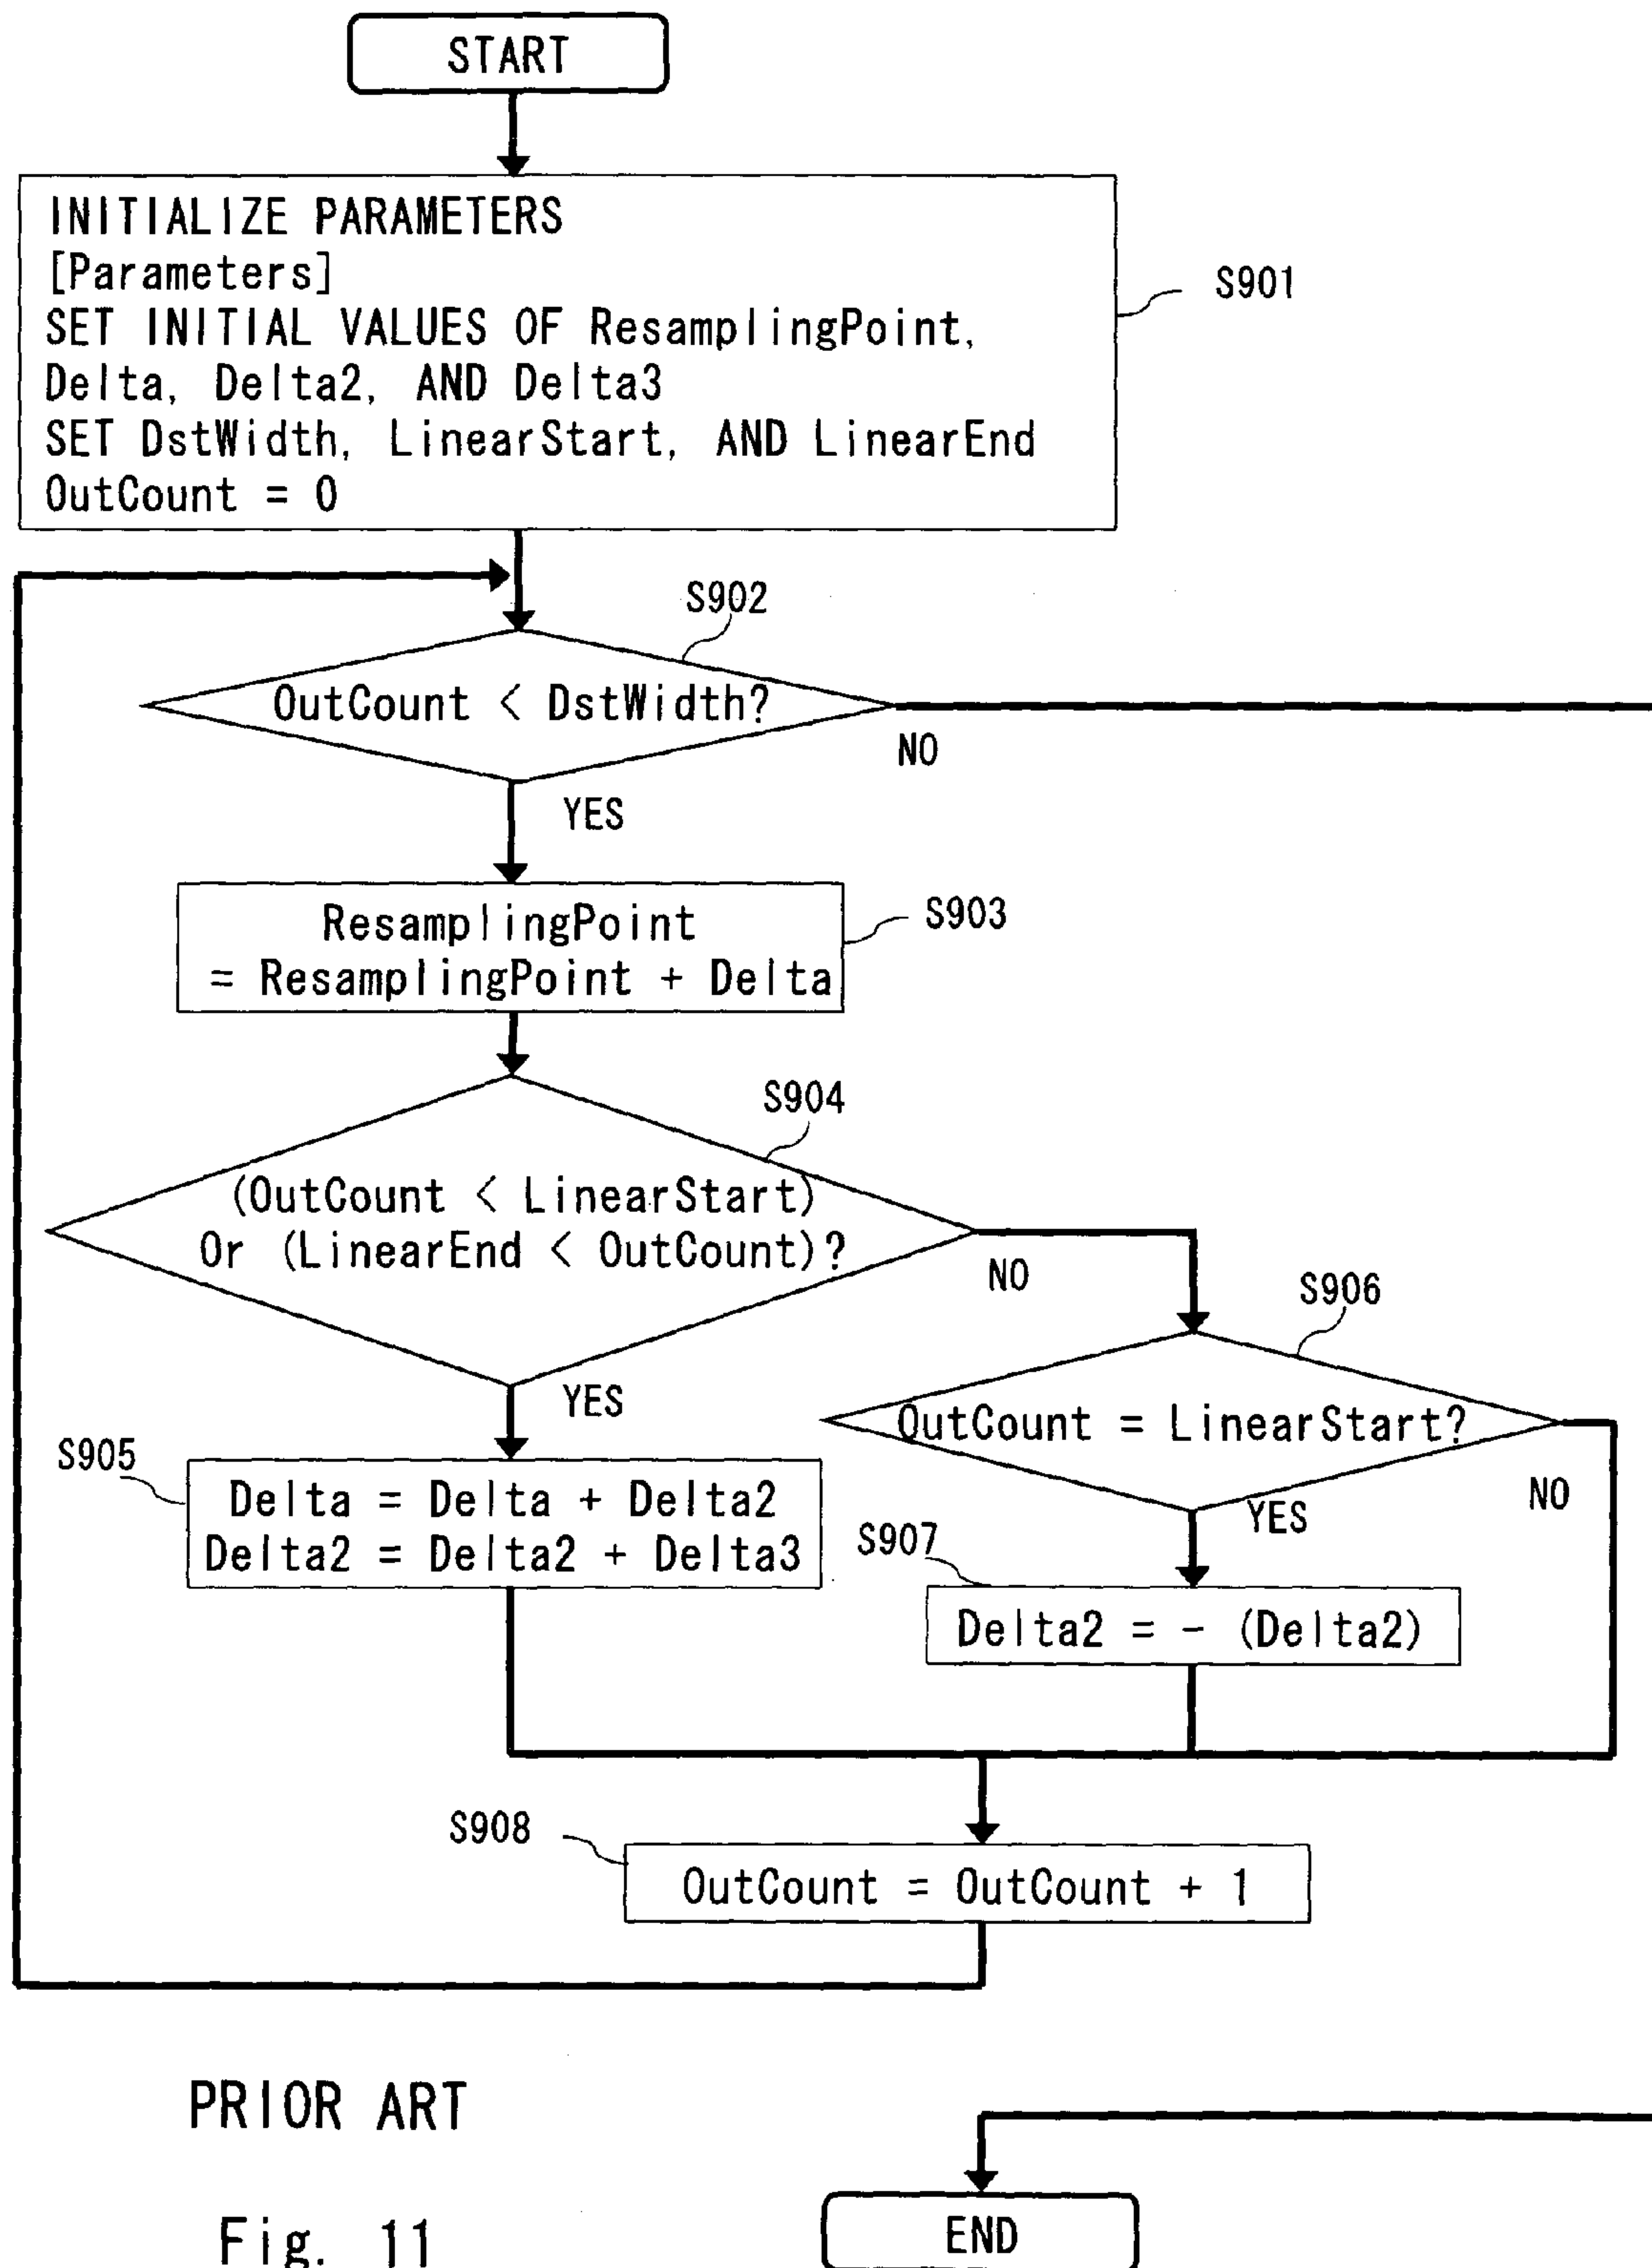 START
INITIALIZE PARAMETERS
[Parameters]
SET INITIAL VALUES OF ResamplingPoint,
Delta, Delta2, AND Delta3
SET DstWidth, LinearStart, AND LinearEnd
OutCount = 0
S901
S902
OutCount < DstWidth?
NO
YES
ResamplingPoint
= ResamplingPoint + Delta
S903
S904
(OutCount < LinearStart)
Or (LinearEnd < OutCount)?
NO
YES
S906
OutCount = LinearStart?
NO
YES
S905
Delta = Delta + Delta2
Delta2 = Delta2 + Delta3
S907
Delta2 = - (Delta2)
S908
OutCount = OutCount + 1
PRIOR ART
END
Fig. 11